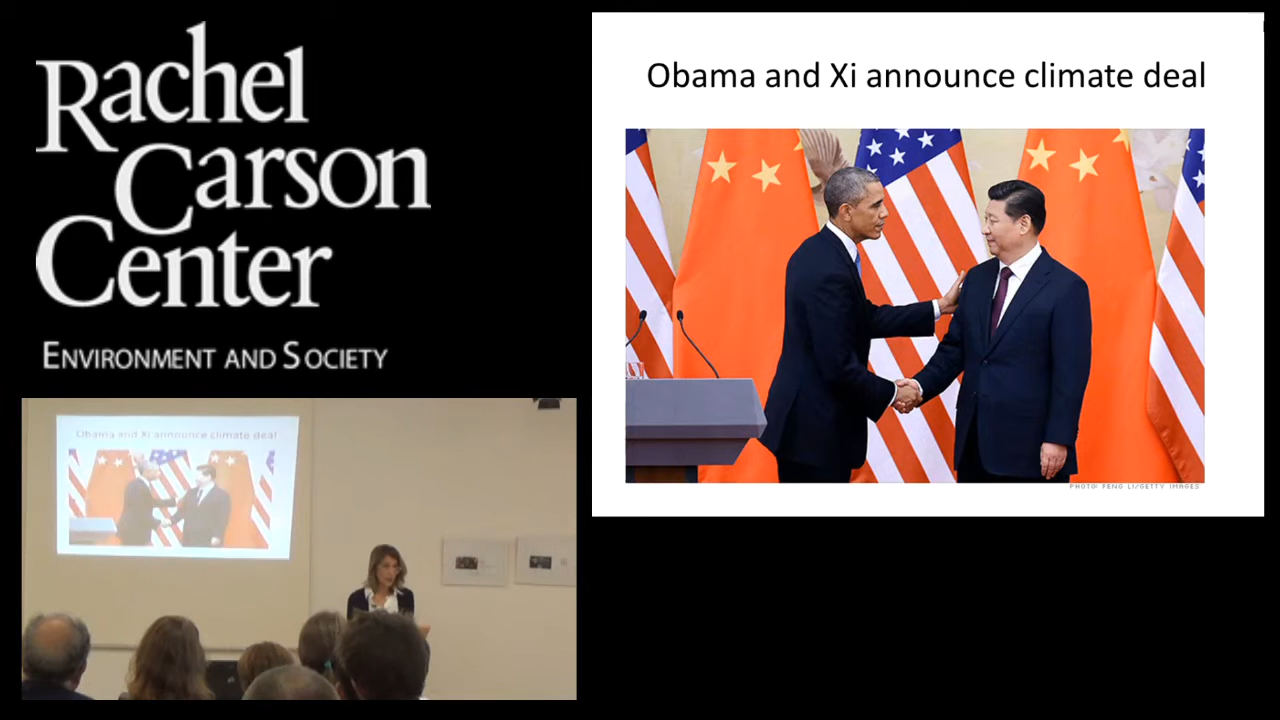 Rachel
Carson
Center
ENVIRONMENT AND SOCIETY
Obama and Xi announce climate deal
PHOTO: FENG LI/GETTY IMAGES
Obama and Xi announce climate deal